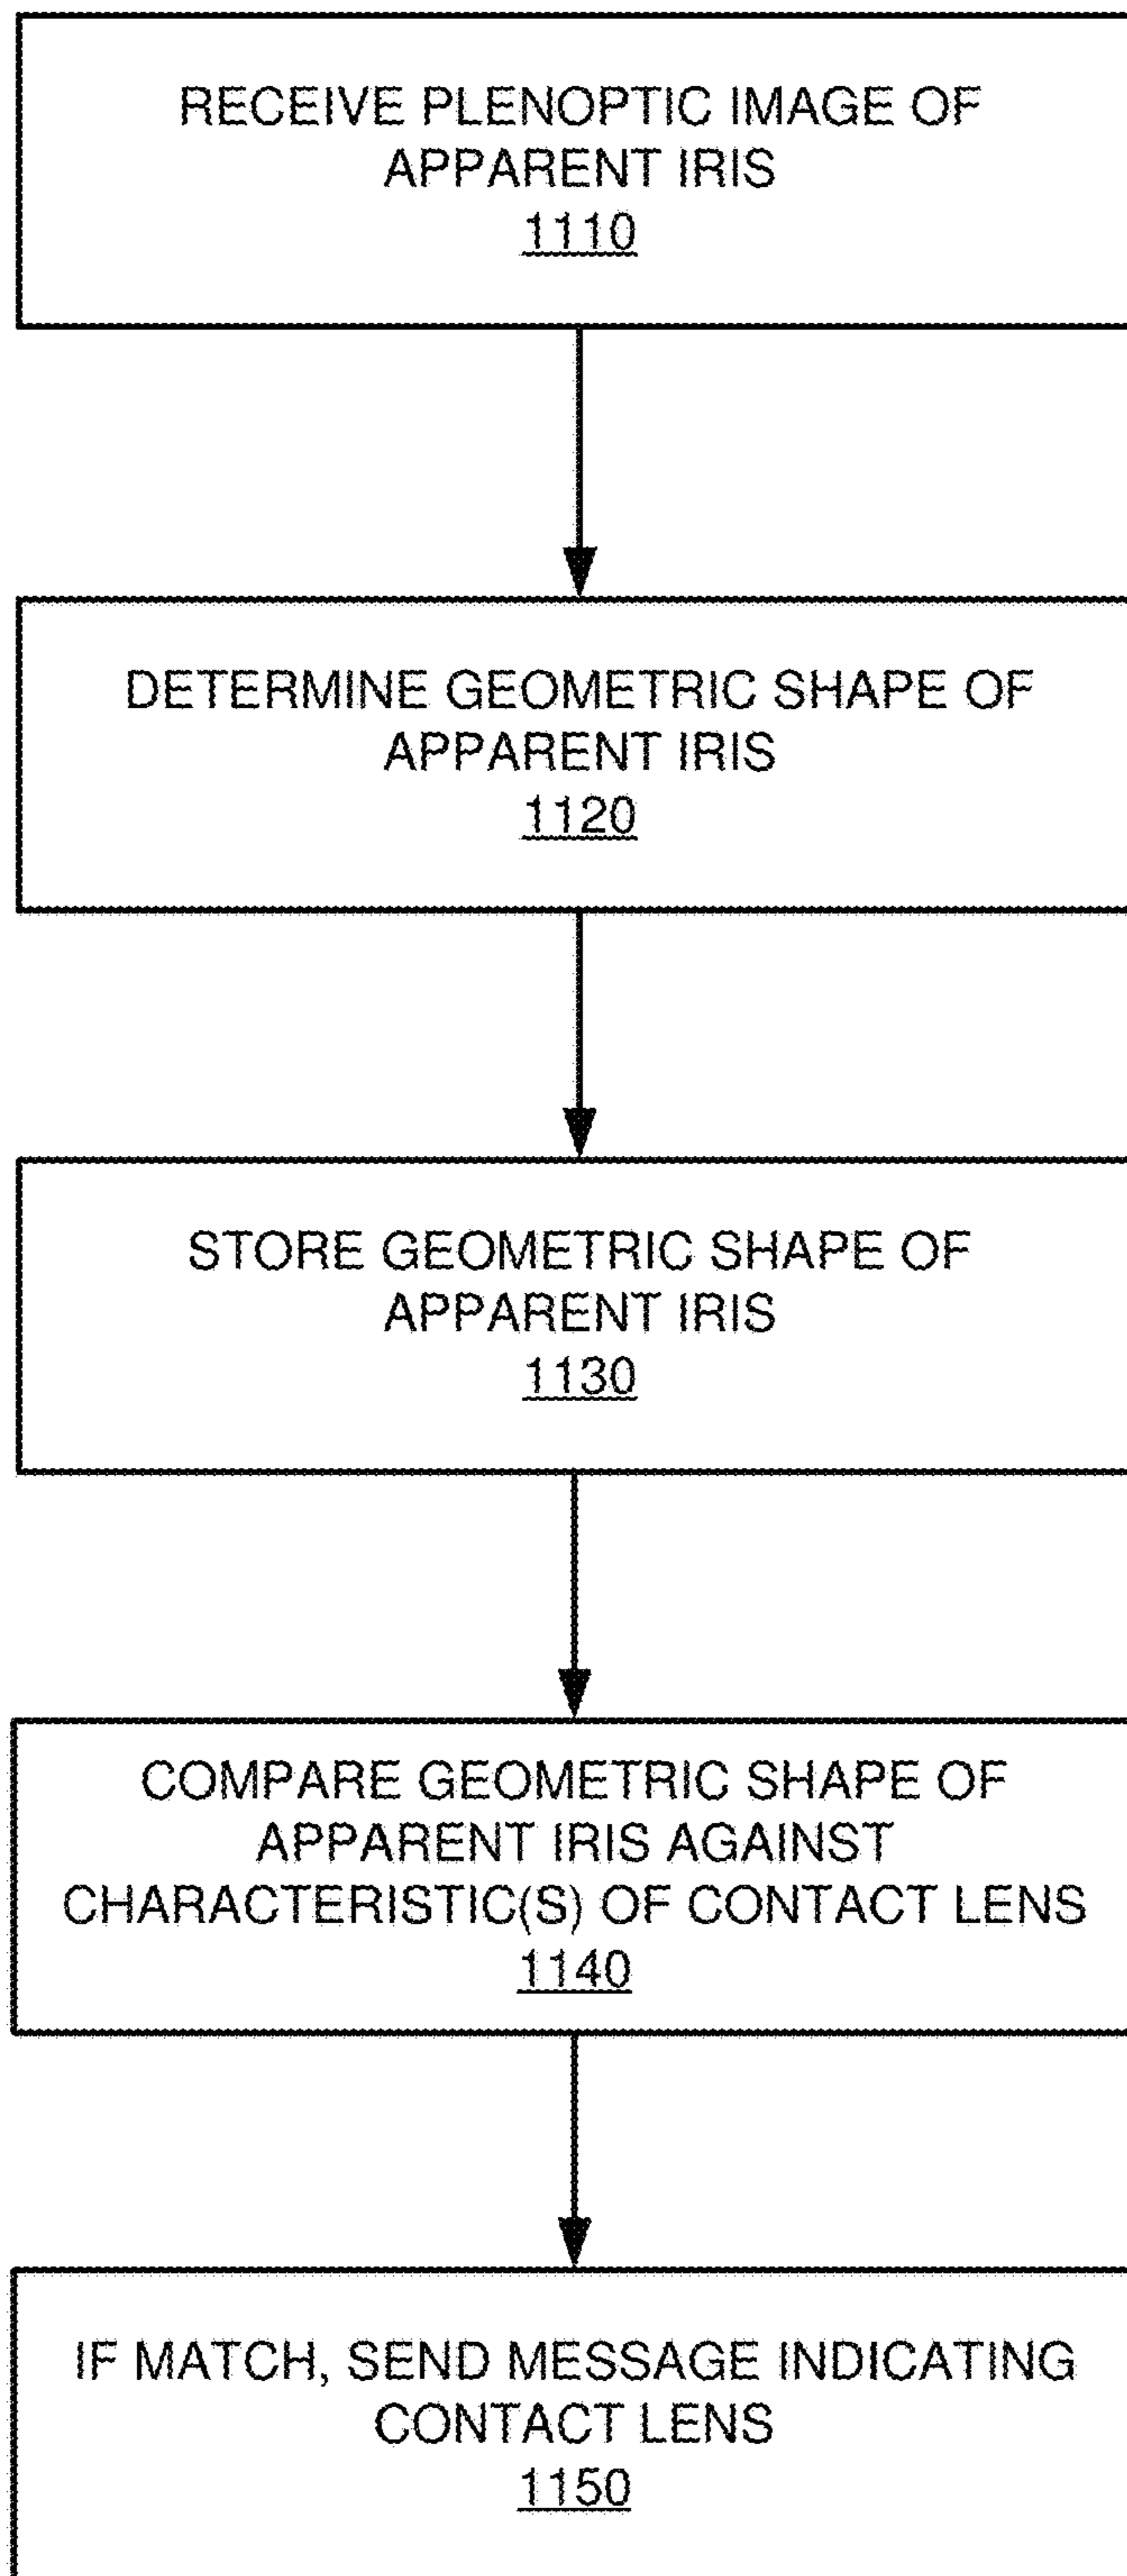 RECEIVE PLENOPTIC IMAGE OF
APPARENT IRIS
1110
DETERMINE GEOMETRIC SHAPE OF
APPARENT IRIS
1120
STORE GEOMETRIC SHAPE OF
APPARENT IRIS
1130
COMPARE GEOMETRIC SHAPE OF
APPARENT IRIS AGAINST
CHARACTERISTIC(S) OF CONTACT LENS
1140
IF MATCH, SEND MESSAGE INDICATING
CONTACT LENS
1150